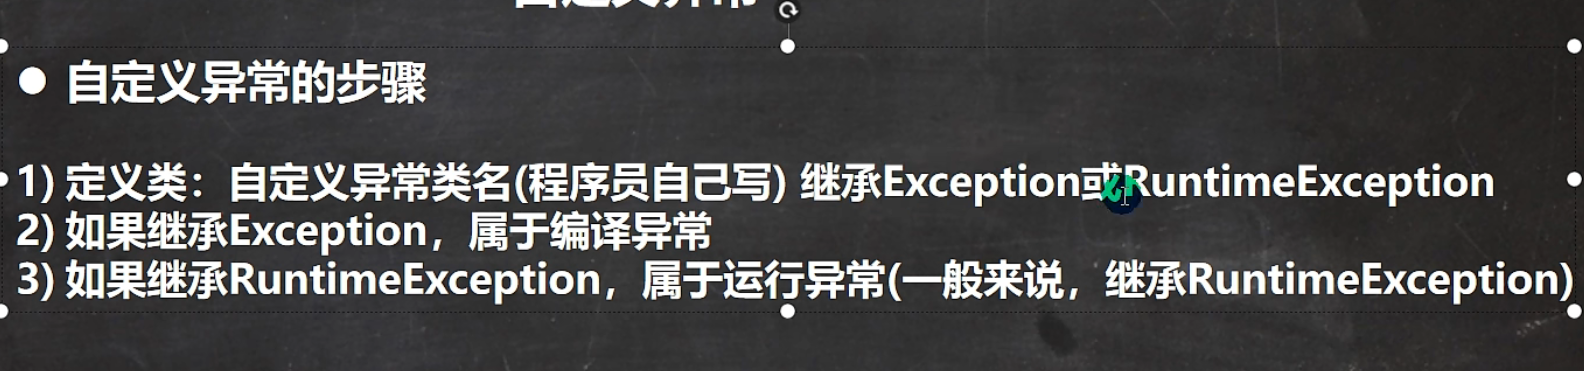 自定义异常
● 自定义异常的步骤
1) 定义类：自定义异常类名(程序员自己写) 继承Exception或RuntimeException
2) 如果继承Exception，属于编译异常
3) 如果继承RuntimeException，属于运行异常(一般来说，继承RuntimeException)